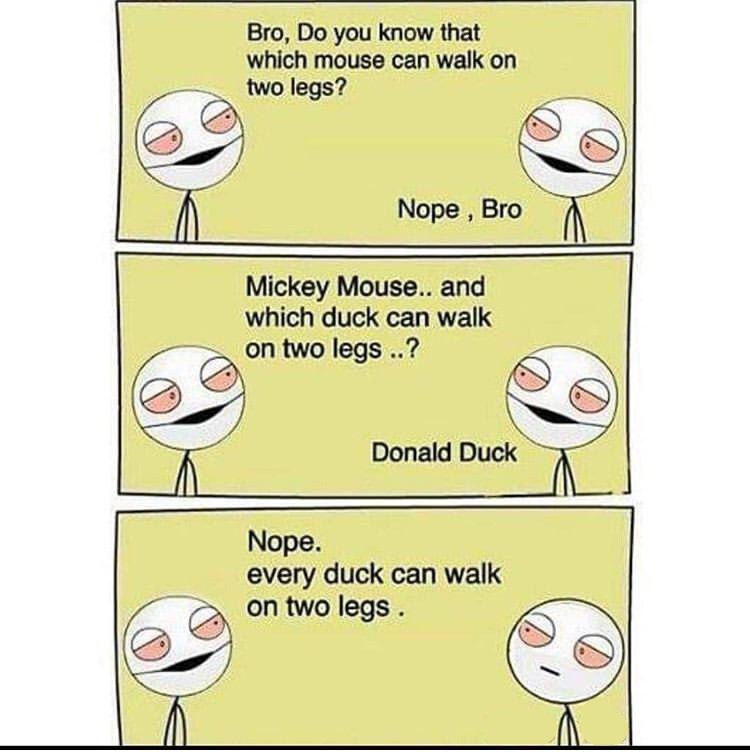 Bro, Do you know that
which mouse can walk on
two legs?
Nope , Bro
Mickey Mouse.. and
which duck can walk
on two legs ..?
Donald Duck
Nope.
every duck can walk
on two legs .